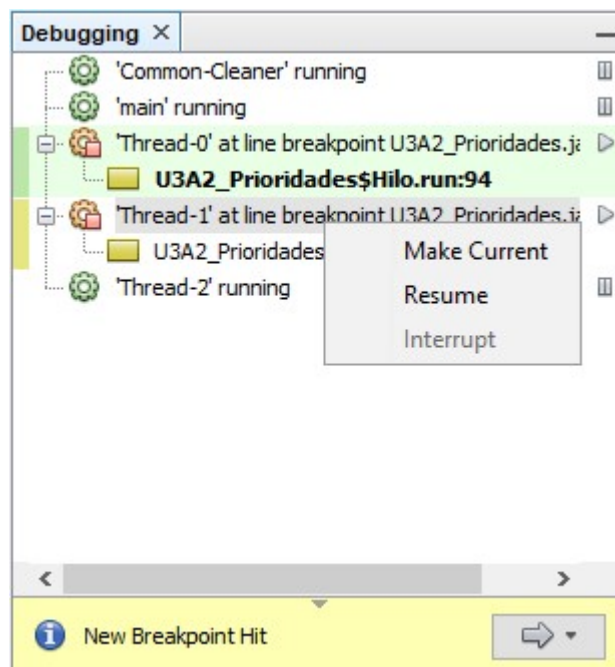 Debugging
'Common-Cleaner' running
'main' running
'Thread-0' at line breakpoint U3A2_Prioridades.ja
U3A2_Prioridades$Hilo.run:94
'Thread-1' at line breakpoint U3A2_Prioridades.ja
U3A2_Prioridades
Make Current
'Thread-2' running
Resume
Interrupt
New Breakpoint Hit